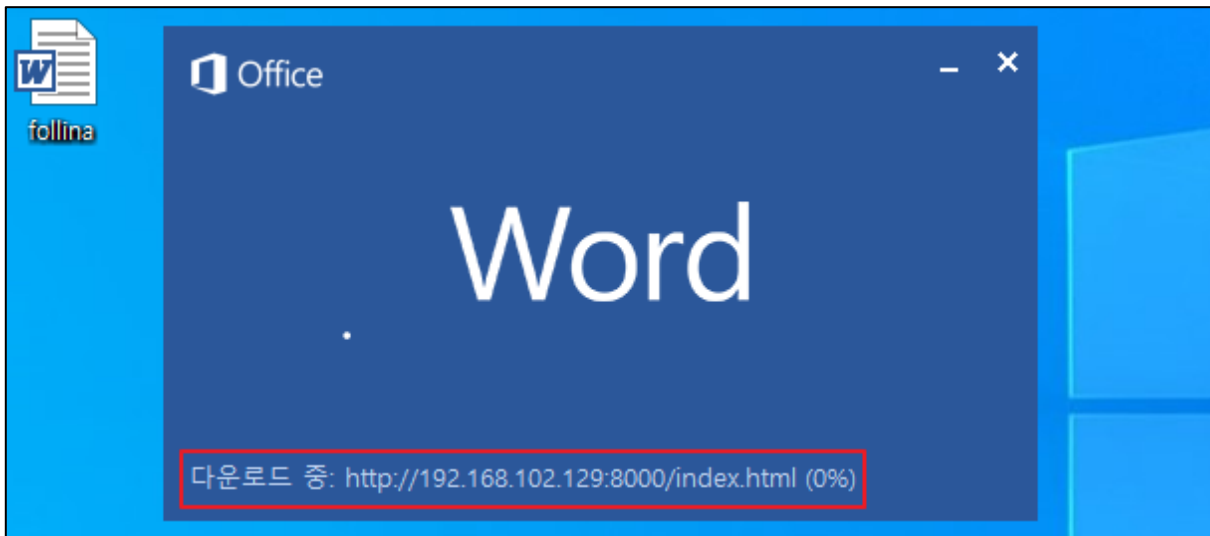 W
follina
Office
Word
다운로드 중: http://192.168.102.129:8000/index.html (0%)